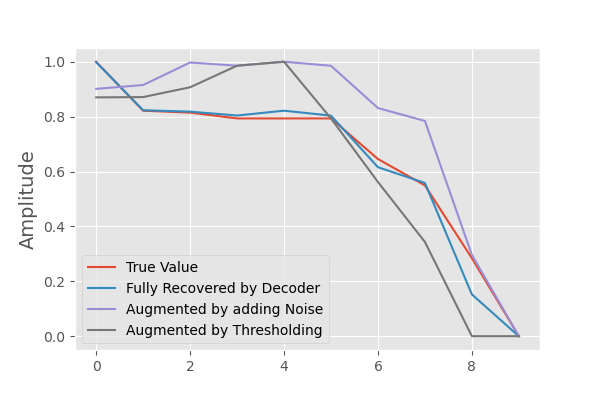 1.0
0.8
0.6
0.4
0.2
0.0
Amplitude
True Value
Fully Recovered by Decoder
Augmented by adding Noise
Augmented by Thresholding
0 2 4 6 8